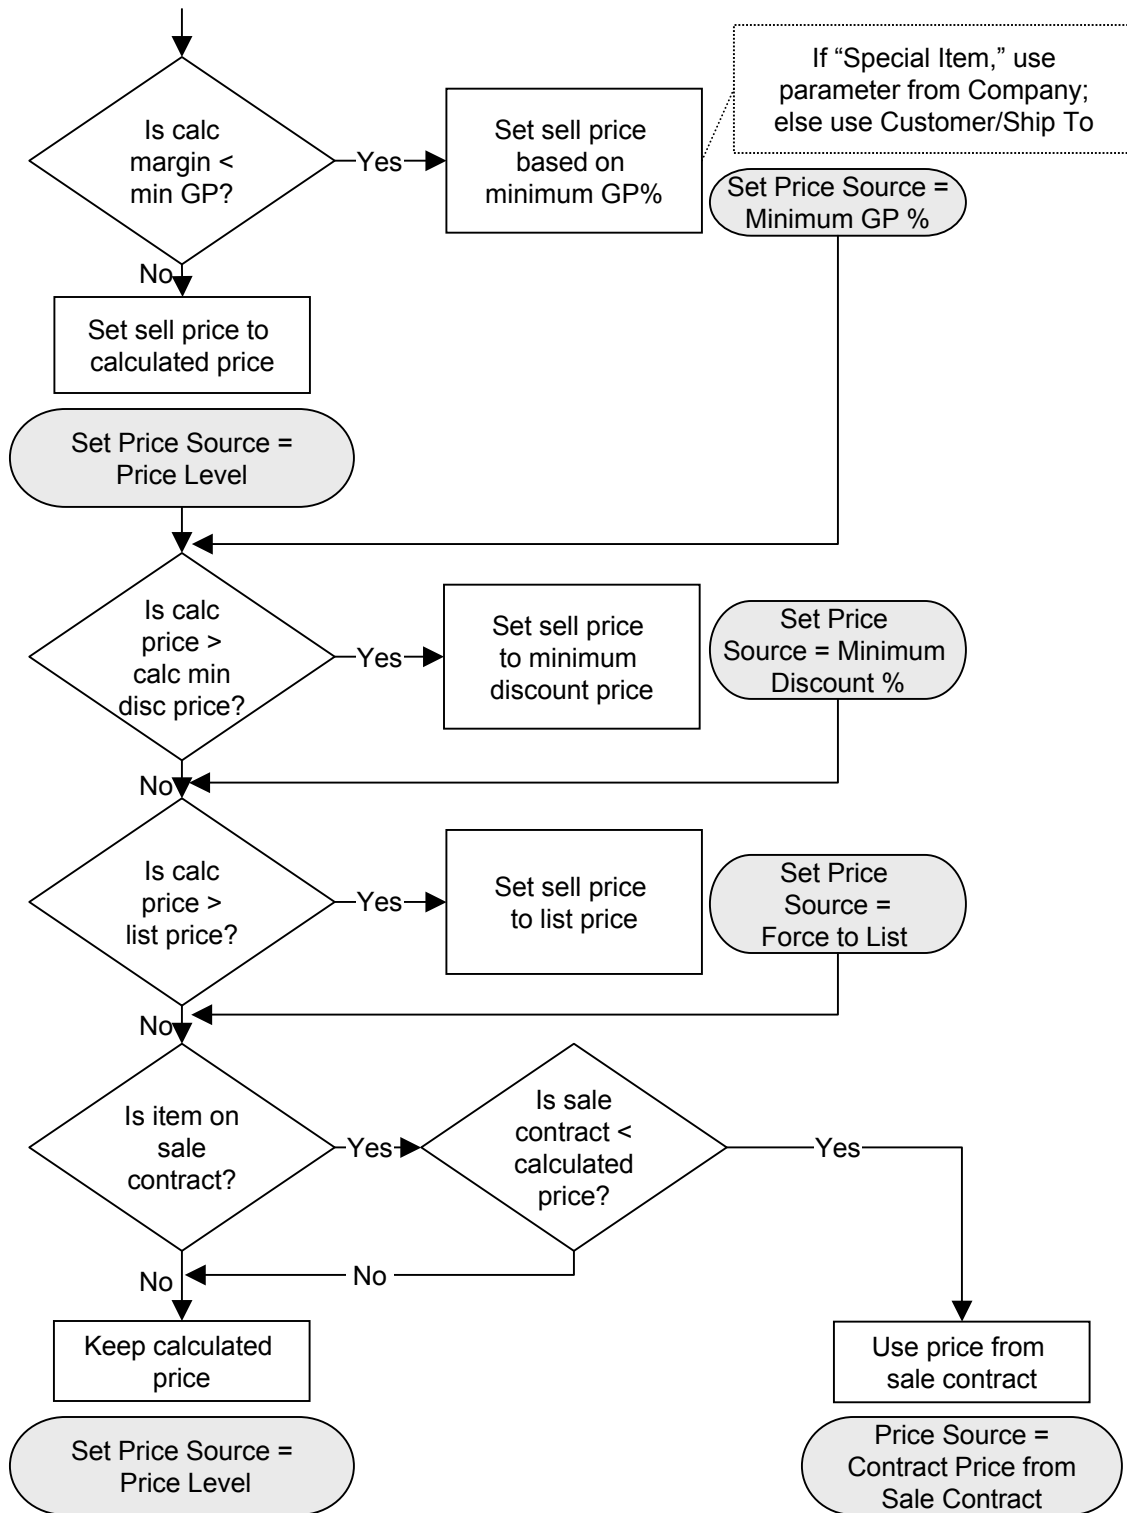 If “Special Item,” use
parameter from Company;
else use Customer/Ship To
Is calc
margin <
min GP?
Yes
Set sell price
based on
minimum GP%
Set Price Source =
Minimum GP %
No
Set sell price to
calculated price
Set Price Source =
Price Level
Is calc
price >
calc min
disc price?
Yes
Set sell price
to minimum
discount price
Set Price
Source = Minimum
Discount %
No
Is calc
price >
list price?
Yes
Set sell price
to list price
Set Price
Source =
Force to List
No
Is item on
sale
contract?
Yes
Is sale
contract <
calculated
price?
Yes
No
No
Keep calculated
price
Use price from
sale contract
Set Price Source =
Price Level
Price Source =
Contract Price from
Sale Contract